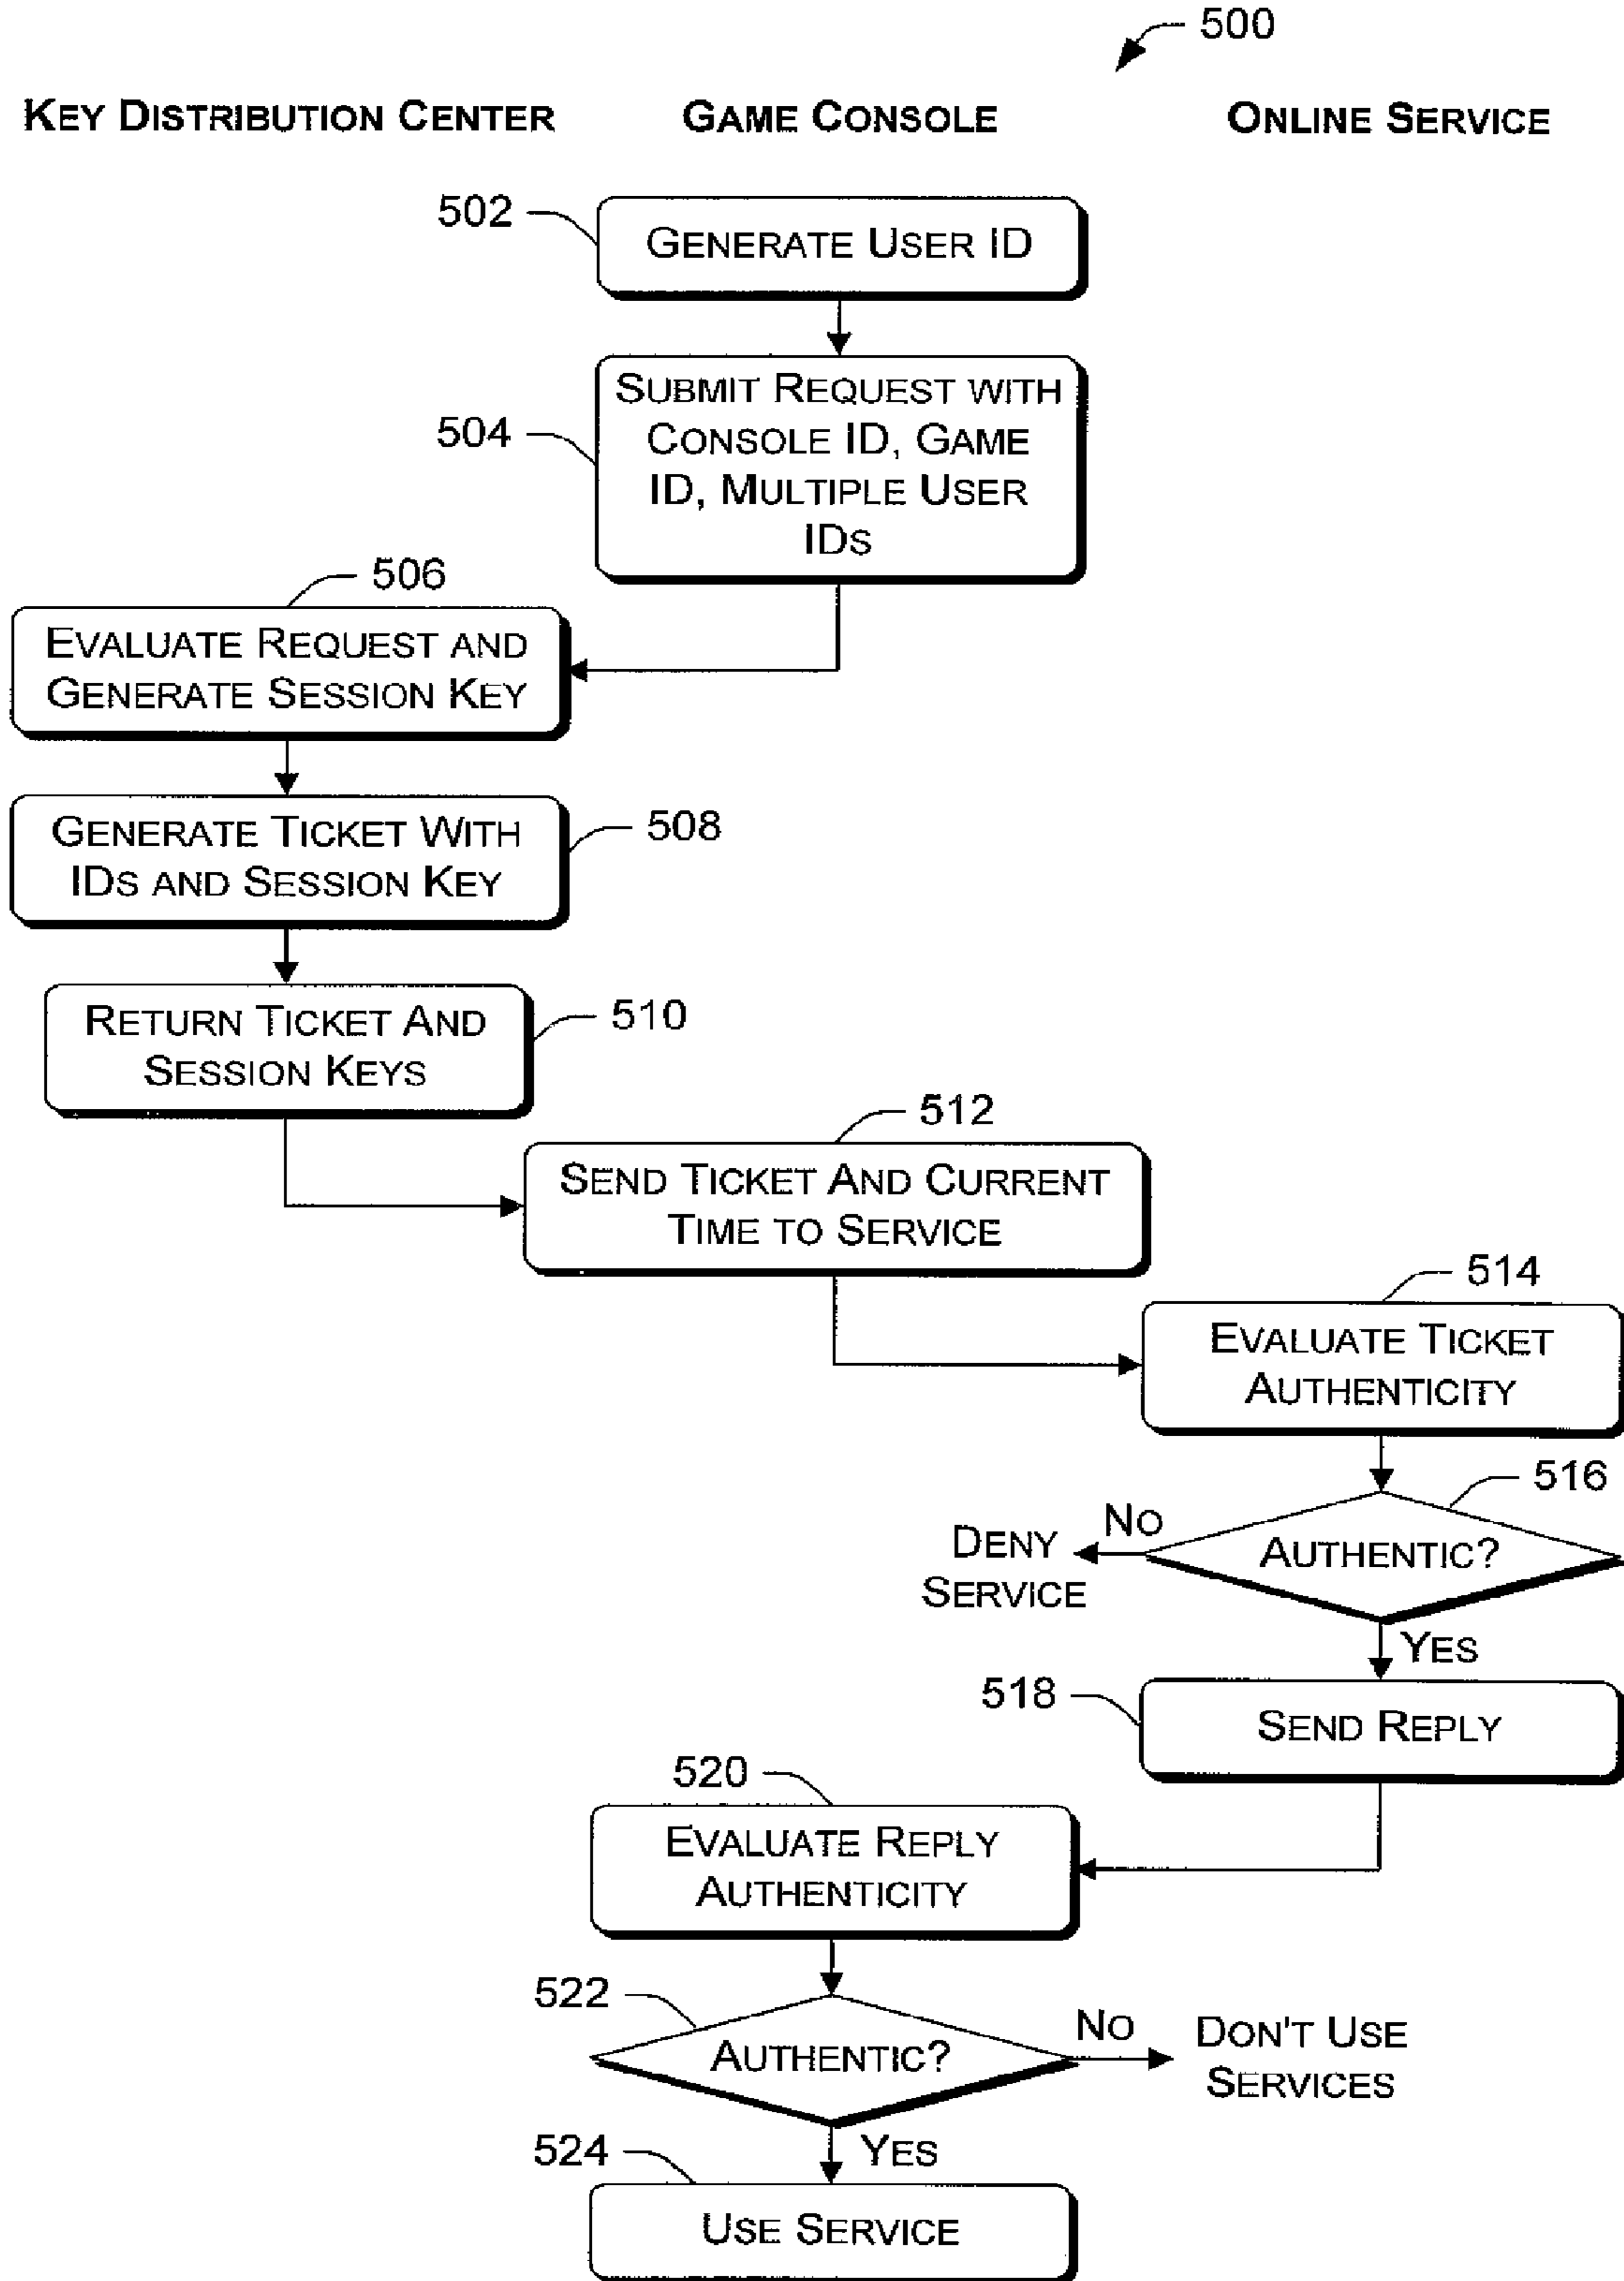 500
KEY DISTRIBUTION CENTER
GAME CONSOLE
ONLINE SERVICE
502
GENERATE USER ID
504
SUBMIT REQUEST WITH
CONSOLE ID, GAME
ID, MULTIPLE USER
IDS
506
EVALUATE REQUEST AND
GENERATE SESSION KEY
GENERATE TICKET WITH
IDS AND SESSION KEY
508
RETURN TICKET AND
SESSION KEYS
510
512
SEND TICKET AND CURRENT
TIME TO SERVICE
514
EVALUATE TICKET
AUTHENTICITY
516
AUTHENTIC?
NO
DENY
SERVICE
YES
518
SEND REPLY
520
EVALUATE REPLY
AUTHENTICITY
522
AUTHENTIC?
NO
DON'T USE
SERVICES
YES
524
USE SERVICE